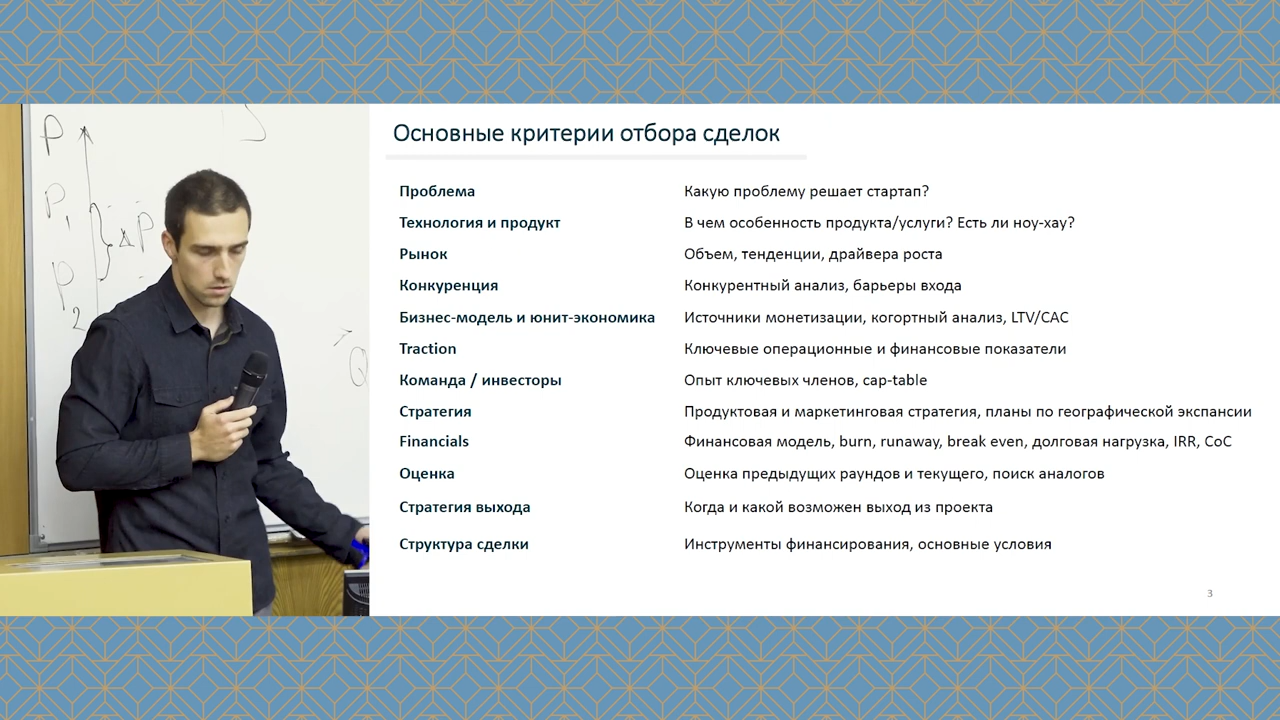 P
P1
ΔP
P2
Q
Основные критерии отбора сделок
Проблема Какую проблему решает стартап?
Технология и продукт В чем особенность продукта/услуги? Есть ли ноу-хау?
Рынок Объем, тенденции, драйвера роста
Конкуренция Конкурентный анализ, барьеры входа
Бизнес-модель и юнит-экономика Источники монетизации, когортный анализ, LTV/CAC
Traction Ключевые операционные и финансовые показатели
Команда / инвесторы Опыт ключевых членов, cap-table
Стратегия Продуктовая и маркетинговая стратегия, планы по географической экспансии
Financials Финансовая модель, burn, runaway, break even, долговая нагрузка, IRR, CoC
Оценка Оценка предыдущих раундов и текущего, поиск аналогов
Стратегия выхода Когда и какой возможен выход из проекта
Структура сделки Инструменты финансирования, основные условия
3